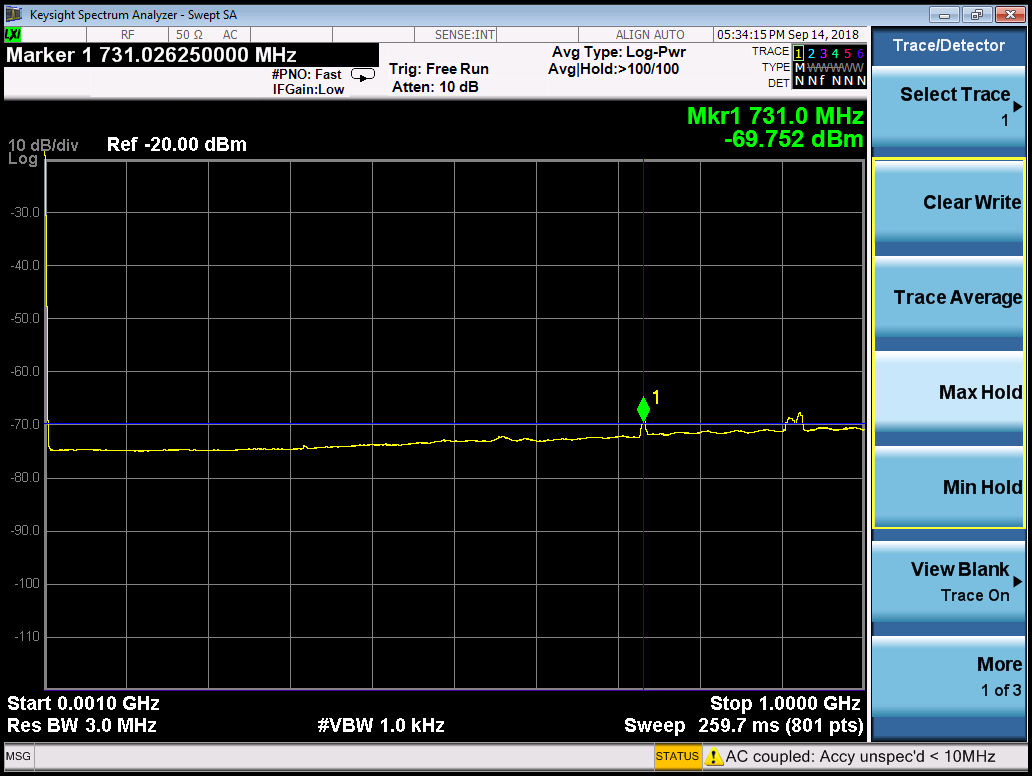 Keysight Spectrum Analyzer - Swept SA
LXI RF 50 Ω AC SENSE:INT ALIGN AUTO 05:34:15 PM Sep 14, 2018
Marker 1 731.026250000 MHz
#PNO: Fast
IFGain:Low
Trig: Free Run
Atten: 10 dB
Avg Type: Log-Pwr
Avg|Hold:>100/100
TRACE 1 2 3 4 5 6
TYPE M W W W W W
DET N N f N N N
Mkr1 731.0 MHz
-69.752 dBm
10 dB/div
Log
Ref -20.00 dBm
-30.0
-40.0
-50.0
-60.0
-70.0
-80.0
-90.0
-100
-110
1
Start 0.0010 GHz
Stop 1.0000 GHz
Res BW 3.0 MHz
#VBW 1.0 kHz
Sweep 259.7 ms (801 pts)
MSG
STATUS
AC coupled: Accy unspec'd < 10MHz
Trace/Detector
Select Trace
1
Clear Write
Trace Average
Max Hold
Min Hold
View Blank
Trace On
More
1 of 3